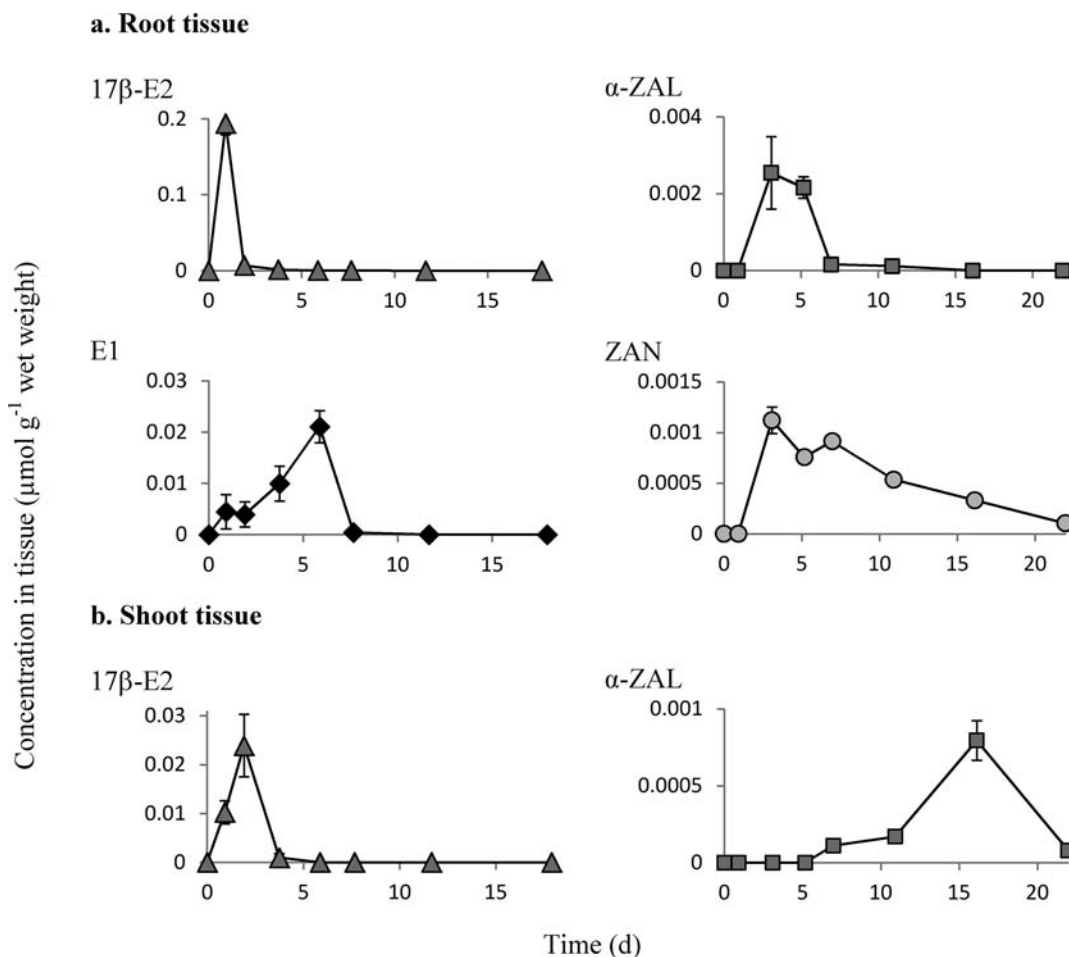 a. Root tissue
17β-E2
0.2
0.1
0
0 5 10 15
α-ZAL
0.004
0.002
0
0 5 10 15 20
E1
0.03
0.02
0.01
0
0 5 10 15
ZAN
0.0015
0.001
0.0005
0
0 5 10 15 20
b. Shoot tissue
17β-E2
0.03
0.02
0.01
0
0 5 10 15
α-ZAL
0.001
0.0005
0
0 5 10 15 20
Concentration in tissue (µmol g⁻¹ wet weight)
Time (d)